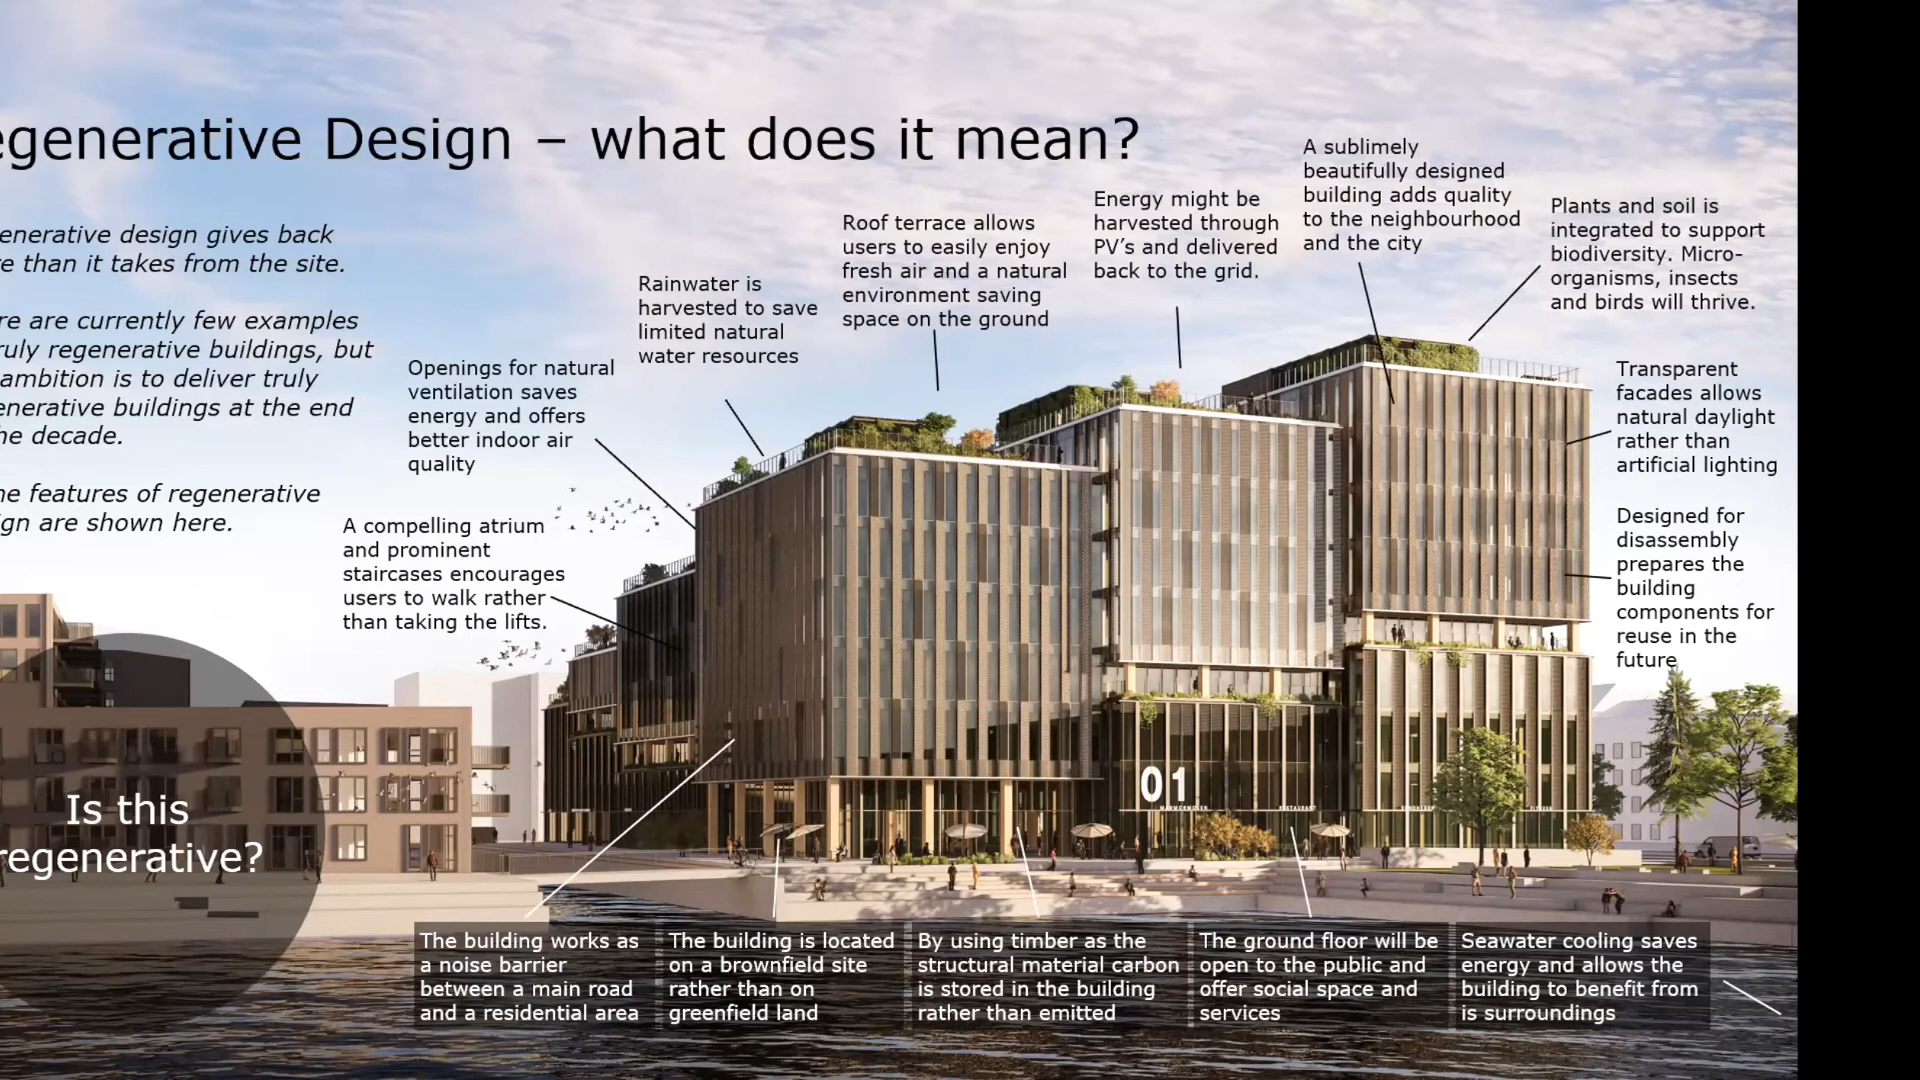 egenerative Design – what does it mean?
enerative design gives back
re than it takes from the site.
re are currently few examples
ruly regenerative buildings, but
ambition is to deliver truly
enerative buildings at the end
he decade.
ne features of regenerative
ign are shown here.
Is this
regenerative?
A compelling atrium
and prominent
staircases encourages
users to walk rather
than taking the lifts.
Openings for natural
ventilation saves
energy and offers
better indoor air
quality
Rainwater is
harvested to save
limited natural
water resources
Roof terrace allows
users to easily enjoy
fresh air and a natural
environment saving
space on the ground
Energy might be
harvested through
PV’s and delivered
back to the grid.
A sublimely
beautifully designed
building adds quality
to the neighbourhood
and the city
Plants and soil is
integrated to support
biodiversity. Micro-
organisms, insects
and birds will thrive.
Transparent
facades allows
natural daylight
rather than
artificial lighting
Designed for
disassembly
prepares the
building
components for
reuse in the
future
01
MARMORMOLEN
RESTAURANT
The building works as
a noise barrier
between a main road
and a residential area
The building is located
on a brownfield site
rather than on
greenfield land
By using timber as the
structural material carbon
is stored in the building
rather than emitted
The ground floor will be
open to the public and
offer social space and
services
Seawater cooling saves
energy and allows the
building to benefit from
is surroundings